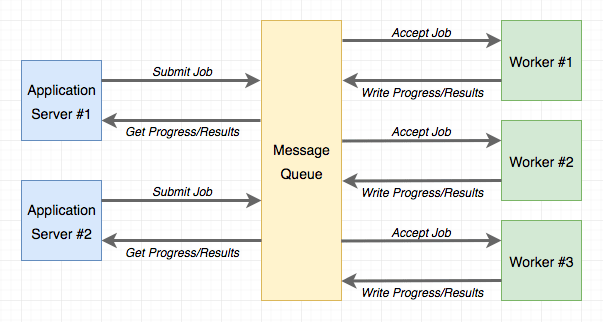 Application
Server #1
Submit Job
Get Progress/Results
Application
Server #2
Submit Job
Get Progress/Results
Message
Queue
Accept Job
Write Progress/Results
Worker #1
Accept Job
Write Progress/Results
Worker #2
Accept Job
Write Progress/Results
Worker #3